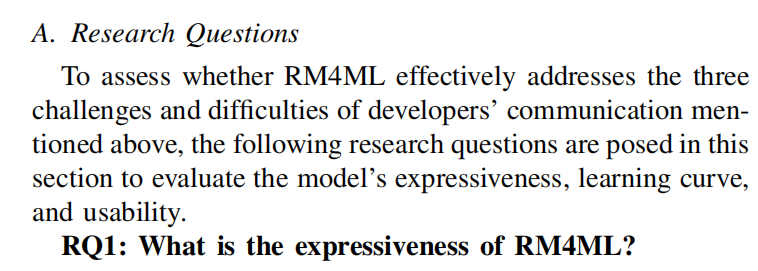 A. Research Questions
To assess whether RM4ML effectively addresses the three
challenges and difficulties of developers’ communication men-
tioned above, the following research questions are posed in this
section to evaluate the model’s expressiveness, learning curve,
and usability.
RQ1: What is the expressiveness of RM4ML?